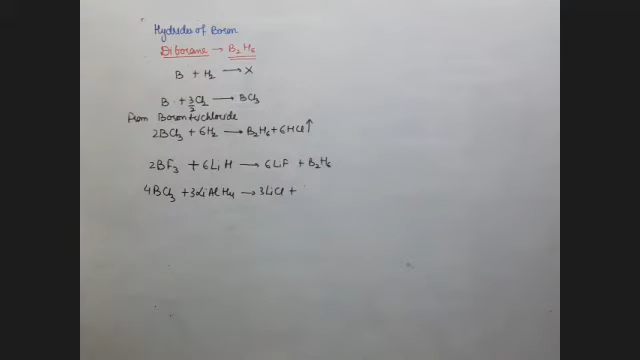 Hydrides of Boron
Diborane → B₂H₆
B + H₂ → X
B + 3/2 Cl₂ → BCl₃
From Borontrichloride
2BCl₃ + 6H₂ → B₂H₆ + 6HCl ↑
2BF₃ + 6LiH → 6LiF + B₂H₆
4BCl₃ + 3LiAlH₄ → 3LiCl +